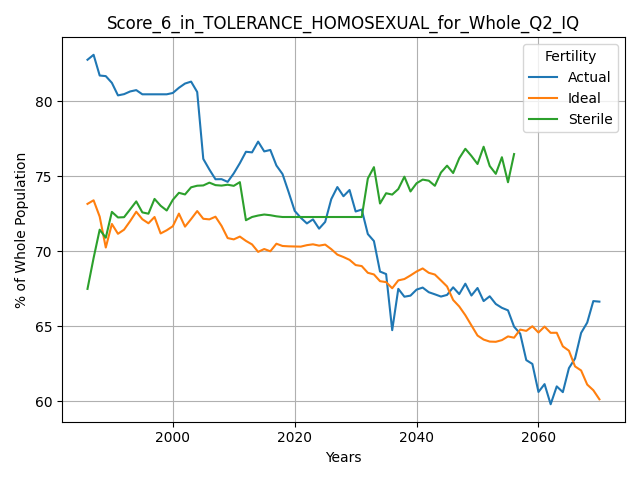 Score_6_in_TOLERANCE_HOMOSEXUAL_for_Whole_Q2_IQ
Fertility
Actual
Ideal
Sterile
% of Whole Population
80
75
70
65
60
2000
2020
2040
2060
Years